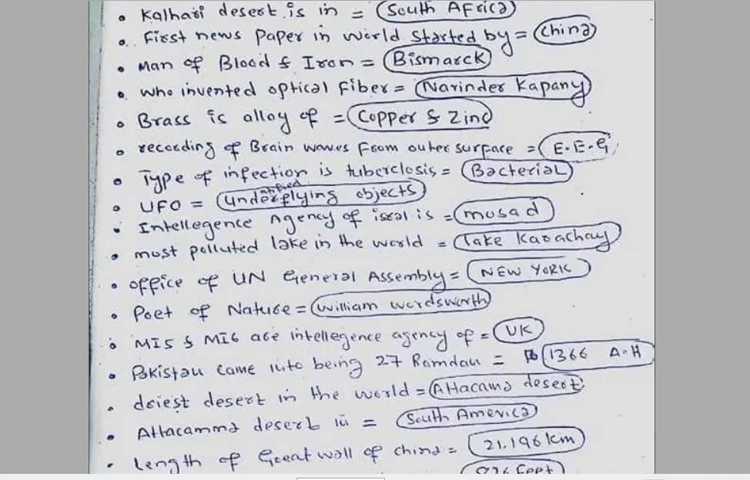 • Kalhari desert is in = South Africa
• First news paper in world started by = China
• Man of Blood & Iron = Bismarck
• who invented optical Fiber = Narinder Kapany
• Brass is alloy of = Copper & Zinc
• recording of Brain waves From outer surface = E.E.G
• Type of infection is tuberclosis = Bacterial
• UFO = flying objects
• Intellegence Agency of isral is = mosad
• most polluted lake in the world = Lake Karachay
• office of UN General Assembly = NEW YORK
• Poet of Nature = William Wordsworth
• MI5 & MI6 are intellegence agency of = UK
• Pakistan came into being 27 Ramdan = 1366 A.H
• driest desert in the world = Attacama desert
• Attacamma desert in = South America
• Length of Great wall of china = 21,196 km